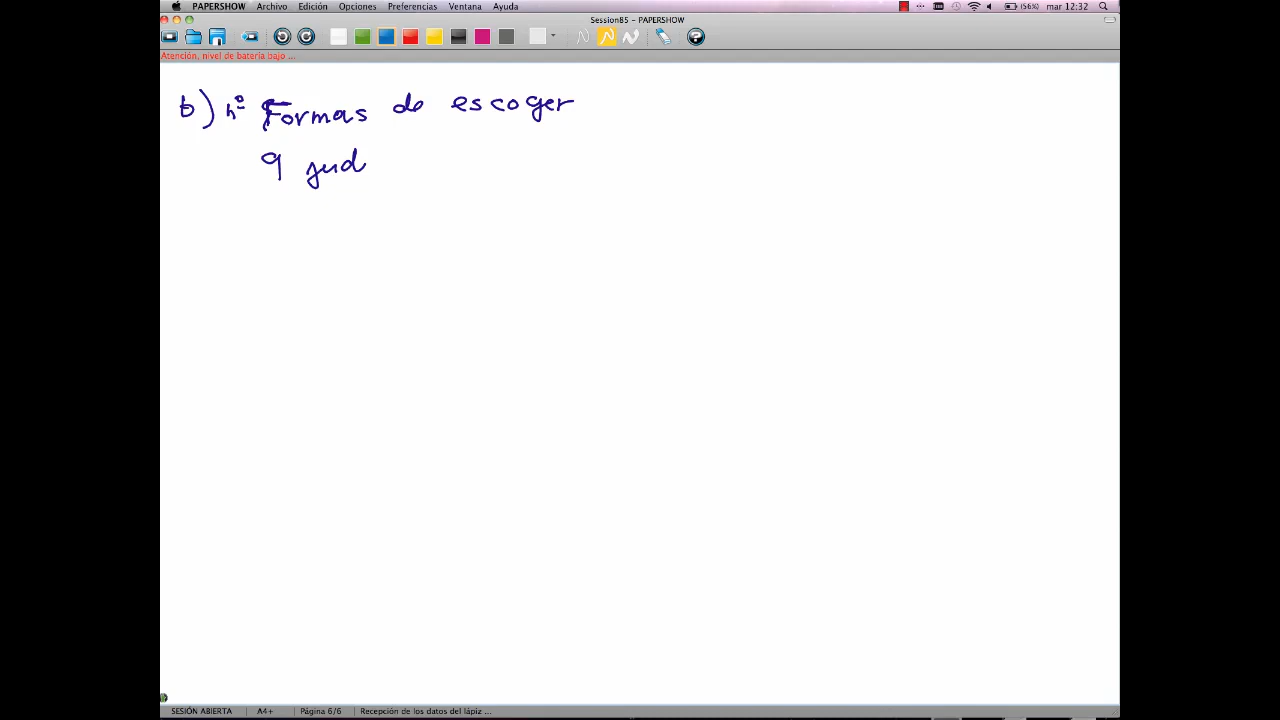 PAPERSHOW Archivo Edición Opciones Preferencias Ventana Ayuda (56%) mar 12:32
Session85 - PAPERSHOW
Atención, nivel de batería bajo ...
b) nº Formas de escoger
9 jud
SESIÓN ABIERTA A4+ Página 6/6 Recepción de los datos del lápiz ...